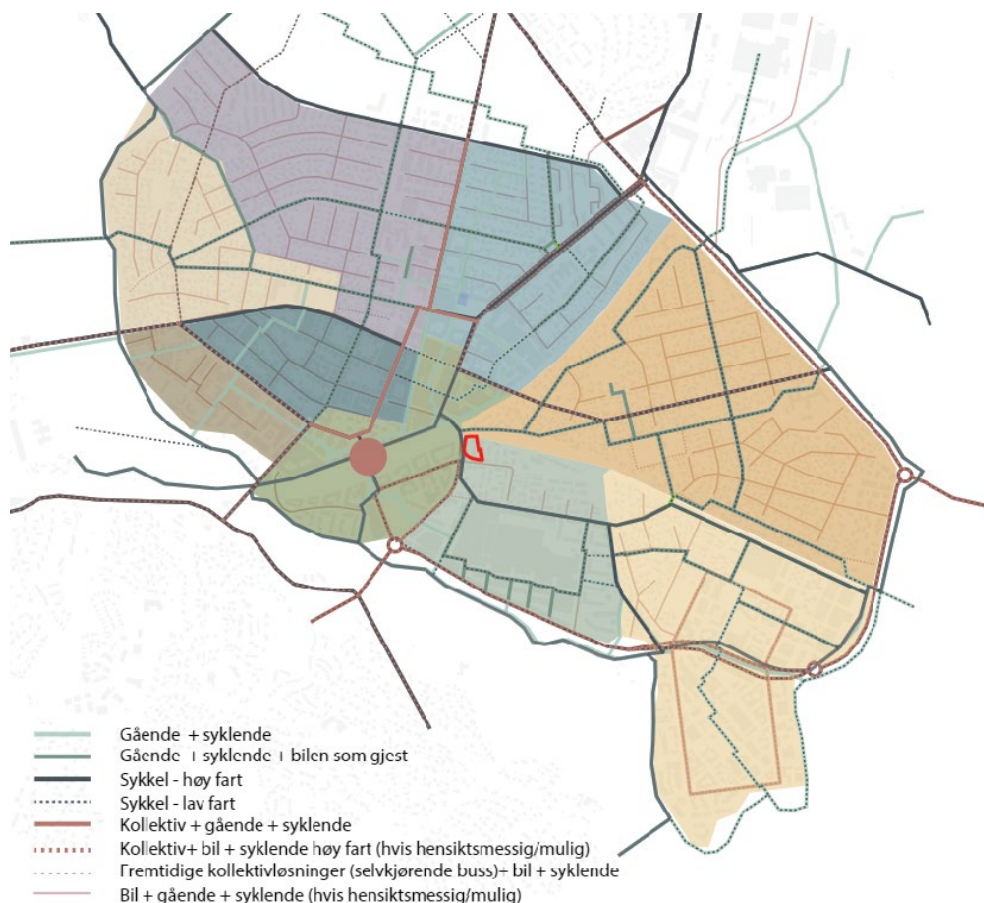 Gående + syklende
Gående + syklende + bilen som gjest
Sykkel - høy fart
Sykkel - lav fart
Kollektiv + gående + syklende
Kollektiv+ bil + syklende høy fart (hvis hensiktsmessig/mulig)
Fremtidige kollektivløsninger (selvkjørende buss)+ bil + syklende
Bil + gående + syklende (hvis hensiktsmessig/mulig)